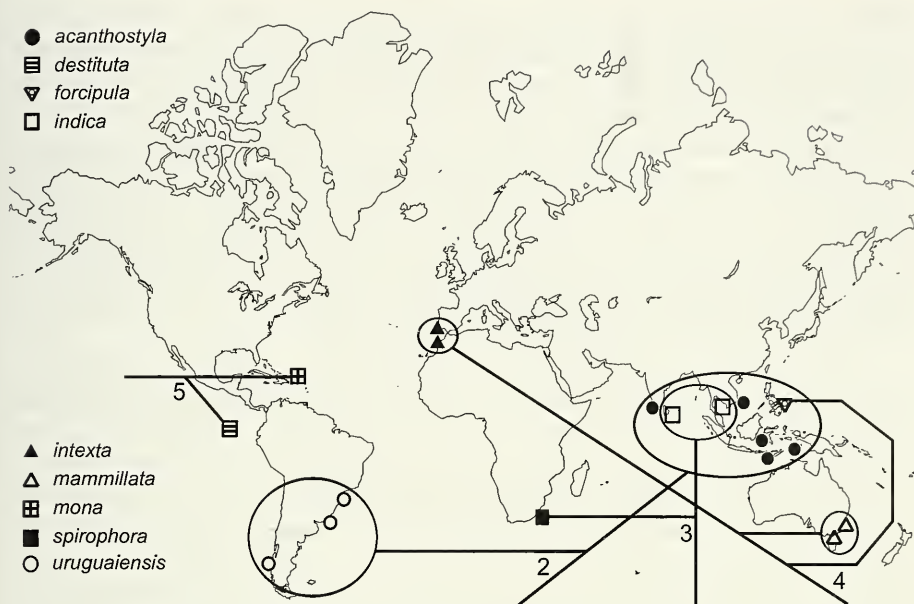 acanthostyla
destituta
forcipula
indica
5
intexta
mammillata
mona
spirophora
uruguaiensis
3
2
4